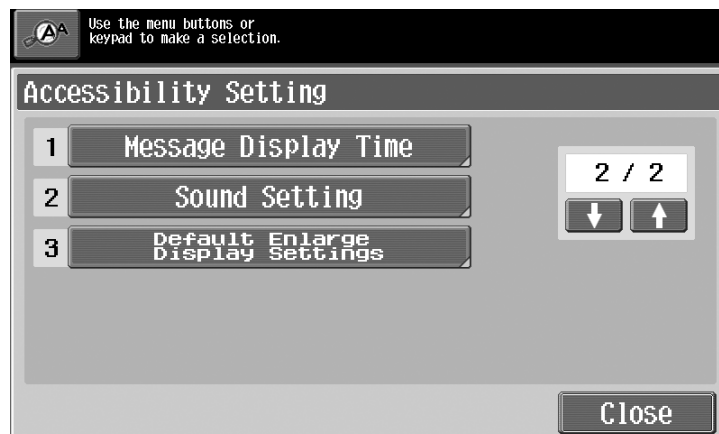 AA
Use the menu buttons or
keypad to make a selection.
Accessibility Setting
1 Message Display Time
2 / 2
2 Sound Setting
3 Default Enlarge
Display Settings
Close